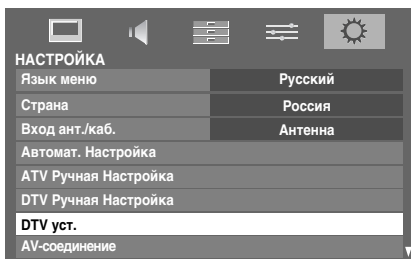 НАСТРОЙКА
Язык меню Русский
Страна Россия
Вход ант./каб. Антенна
Автомат. Настройка
ATV Ручная Настройка
DTV Ручная Настройка
DTV уст.
AV-соединение